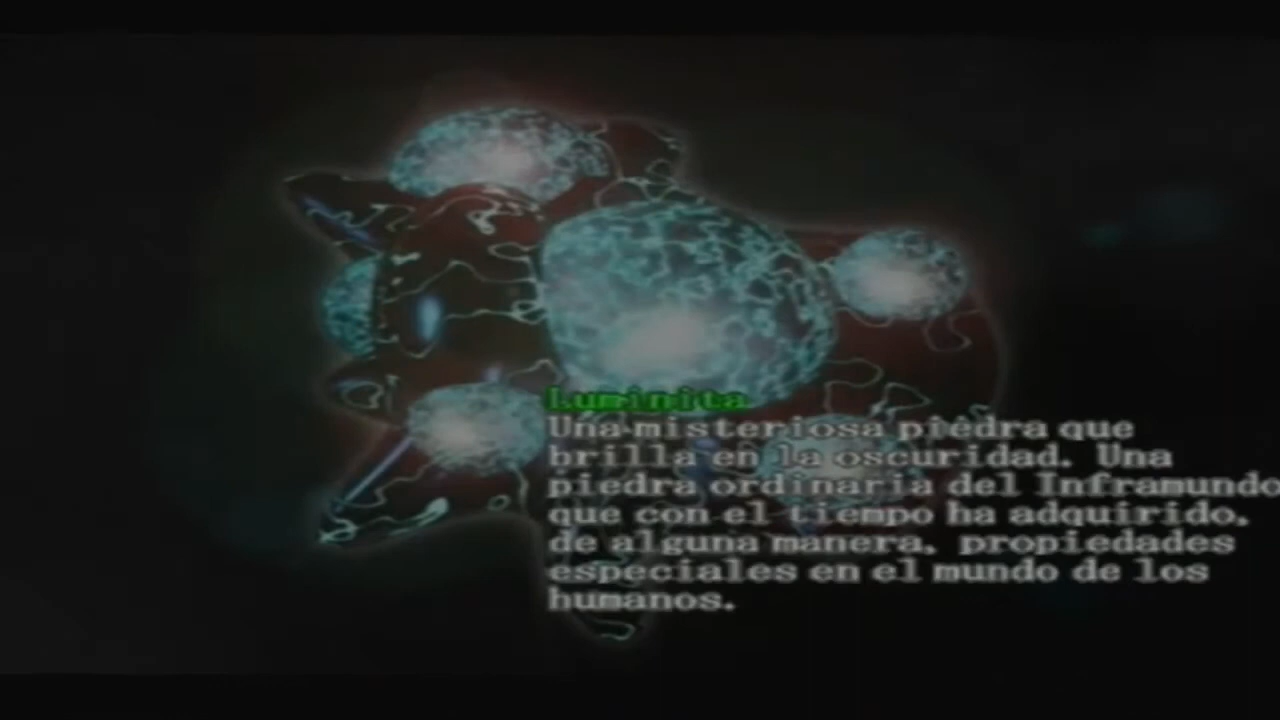 Luminita
Una misteriosa piedra que
brilla en la oscuridad. Una
piedra ordinaria del Inframundo
que con el tiempo ha adquirido,
de alguna manera, propiedades
especiales en el mundo de los
humanos.